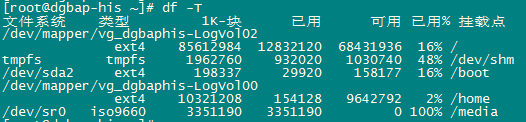 [root@dgbap-his ~]# df -T
文件系统 类型 1K-块 已用 可用 已用% 挂载点
/dev/mapper/vg_dgbaphis-LogVol02
ext4 85612984 12832120 68431936 16% /
tmpfs tmpfs 1962760 932020 1030740 48% /dev/shm
/dev/sda2 ext4 198337 29920 158177 16% /boot
/dev/mapper/vg_dgbaphis-LogVol00
ext4 10321208 154128 9642792 2% /home
/dev/sr0 iso9660 3351190 3351190 0 100% /media